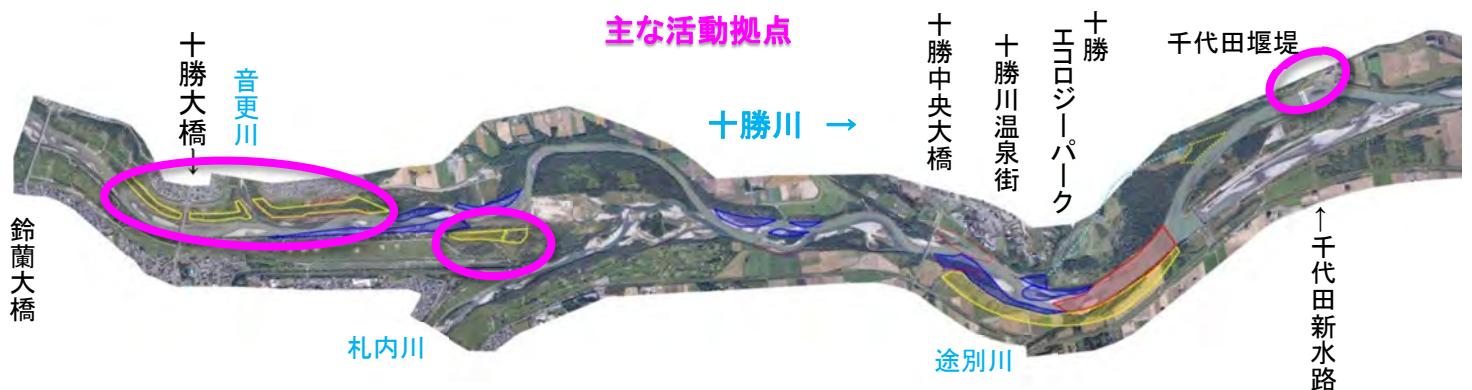 主な活動拠点
鈴蘭大橋
十勝大橋→
音更川
札内川
十勝川 →
十勝中央大橋
十勝川温泉街
十勝
エコロジーパーク
途別川
千代田堰堤
←千代田新水路